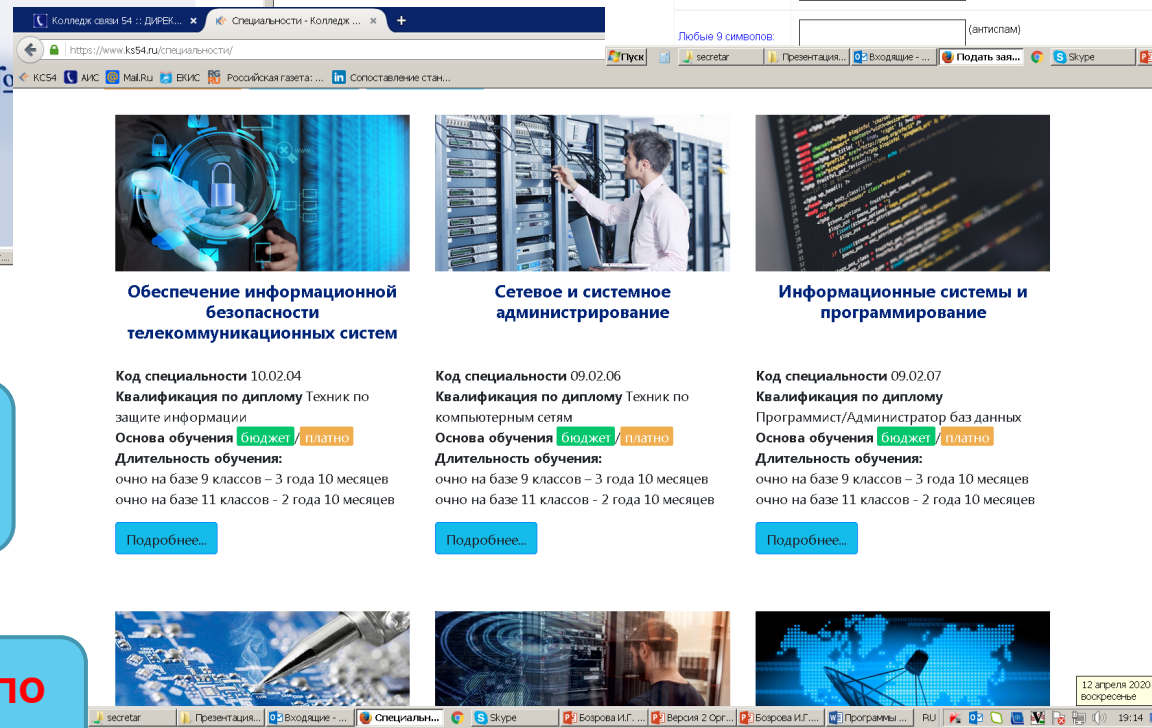 Колледж связи 54 :: ДИРЕК... ×
Специальности - Колледж ... × +
https://www.ks54.ru/специальности/
КС54 АИС Mail.Ru ЕКИС Российская газета: ... Сопоставление стан...
Любые 9 символов:
(антиспам)
Пуск secretar Презентация... Входящие - ... Подать зая... Skype
Обеспечение информационной
безопасности
телекоммуникационных систем
Код специальности 10.02.04
Квалификация по диплому Техник по
защите информации
Основа обучения бюджет/платно
Длительность обучения:
очно на базе 9 классов – 3 года 10 месяцев
очно на базе 11 классов - 2 года 10 месяцев
Подробнее...
Сетевое и системное
администрирование
Код специальности 09.02.06
Квалификация по диплому Техник по
компьютерным сетям
Основа обучения бюджет/платно
Длительность обучения:
очно на базе 9 классов – 3 года 10 месяцев
очно на базе 11 классов - 2 года 10 месяцев
Подробнее...
Информационные системы и
программирование
Код специальности 09.02.07
Квалификация по диплому
Программист/Администратор баз данных
Основа обучения бюджет/платно
Длительность обучения:
очно на базе 9 классов – 3 года 10 месяцев
очно на базе 11 классов - 2 года 10 месяцев
Подробнее...
по
12 апреля 2020
воскресенье
secretar Презентация... Входящие - ... Специальн... Skype Бозрова И.Г. ... Версия 2 Орг... Бозрова И.Г.... Программы ... RU 19:14